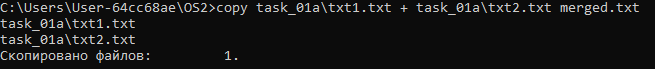 C:\Users\User-64cc68ae\OS2>copy task_01a\txt1.txt + task_01a\txt2.txt merged.txt
task_01a\txt1.txt
task_01a\txt2.txt
Скопировано файлов:         1.